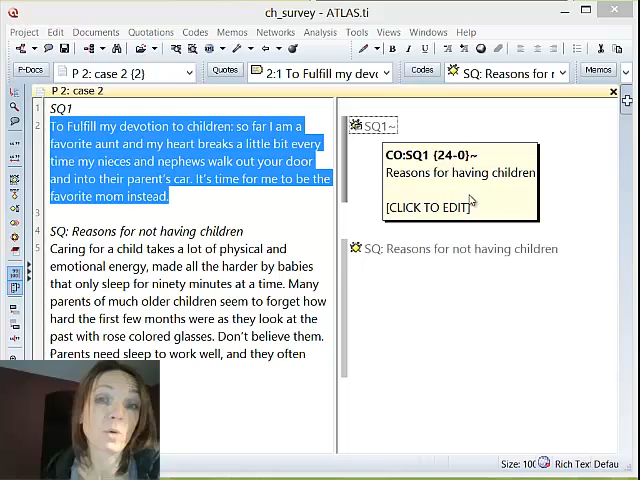 ch_survey - ATLAS.ti
Project Edit Documents Quotations Codes Memos Networks Analysis Tools Views Windows Help
P-Docs P 2: case 2 {2} Quotes 2:1 To Fulfill my dev Codes SQ: Reasons for r Memos
P 2: case 2
1 SQ1
2 To Fulfill my devotion to children: so far I am a
favorite aunt and my heart breaks a little bit every
time my nieces and nephews walk out your door
and into their parent's car. It's time for me to be the
favorite mom instead.
3
4 SQ: Reasons for not having children
5 Caring for a child takes a lot of physical and
emotional energy, made all the harder by babies
that only sleep for ninety minutes at a time. Many
parents of much older children seem to forget how
hard the first few months were as they look at the
past with rose colored glasses. Don't believe them.
Parents need sleep to work well, and they often
SQ1~
CO:SQ1 {24-0}~
Reasons for having children
[CLICK TO EDIT]
SQ: Reasons for not having children
Size: 100 Rich Text Defau